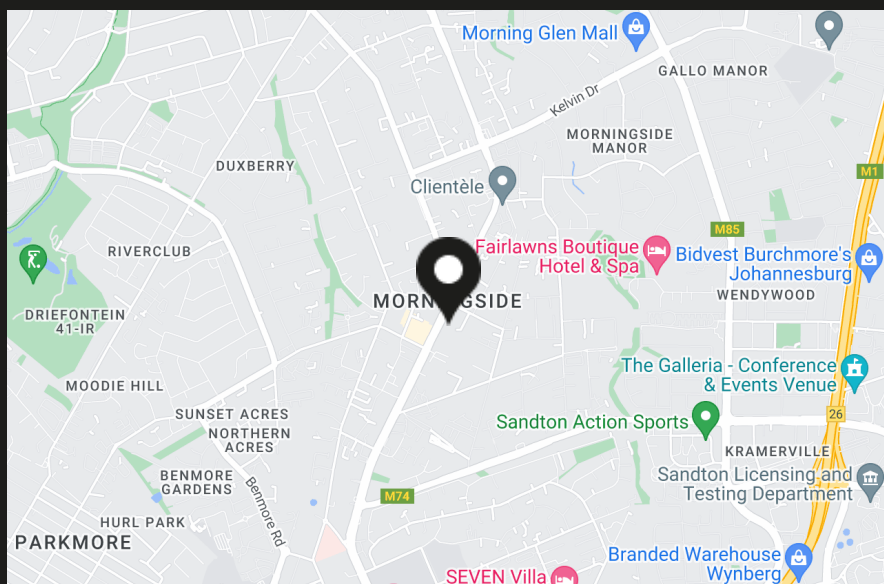 Morning Glen Mall
GALLO MANOR
Kelvin Dr
MORNINGSIDE
MANOR
DUXBERRY
M1
Clientèle
M85
RIVERCLUB
Fairlawns Boutique
Hotel & Spa
Bidvest Burchmore's
Johannesburg
WENDYWOOD
MORN GSIDE
DRIEFONTEIN
41-IR
The Galleria - Conference
& Events Venue
MOODIE HILL
SUNSET ACRES
26
Sandton Action Sports
NORTHERN
ACRES
KRAMERVILLE
BENMORE
GARDENS
Sandton Licensing and
Testing Department
M74
Benmore Rd
HURL PARK
PARKMORE
Branded Warehouse
Wynberg
SEVEN Villa